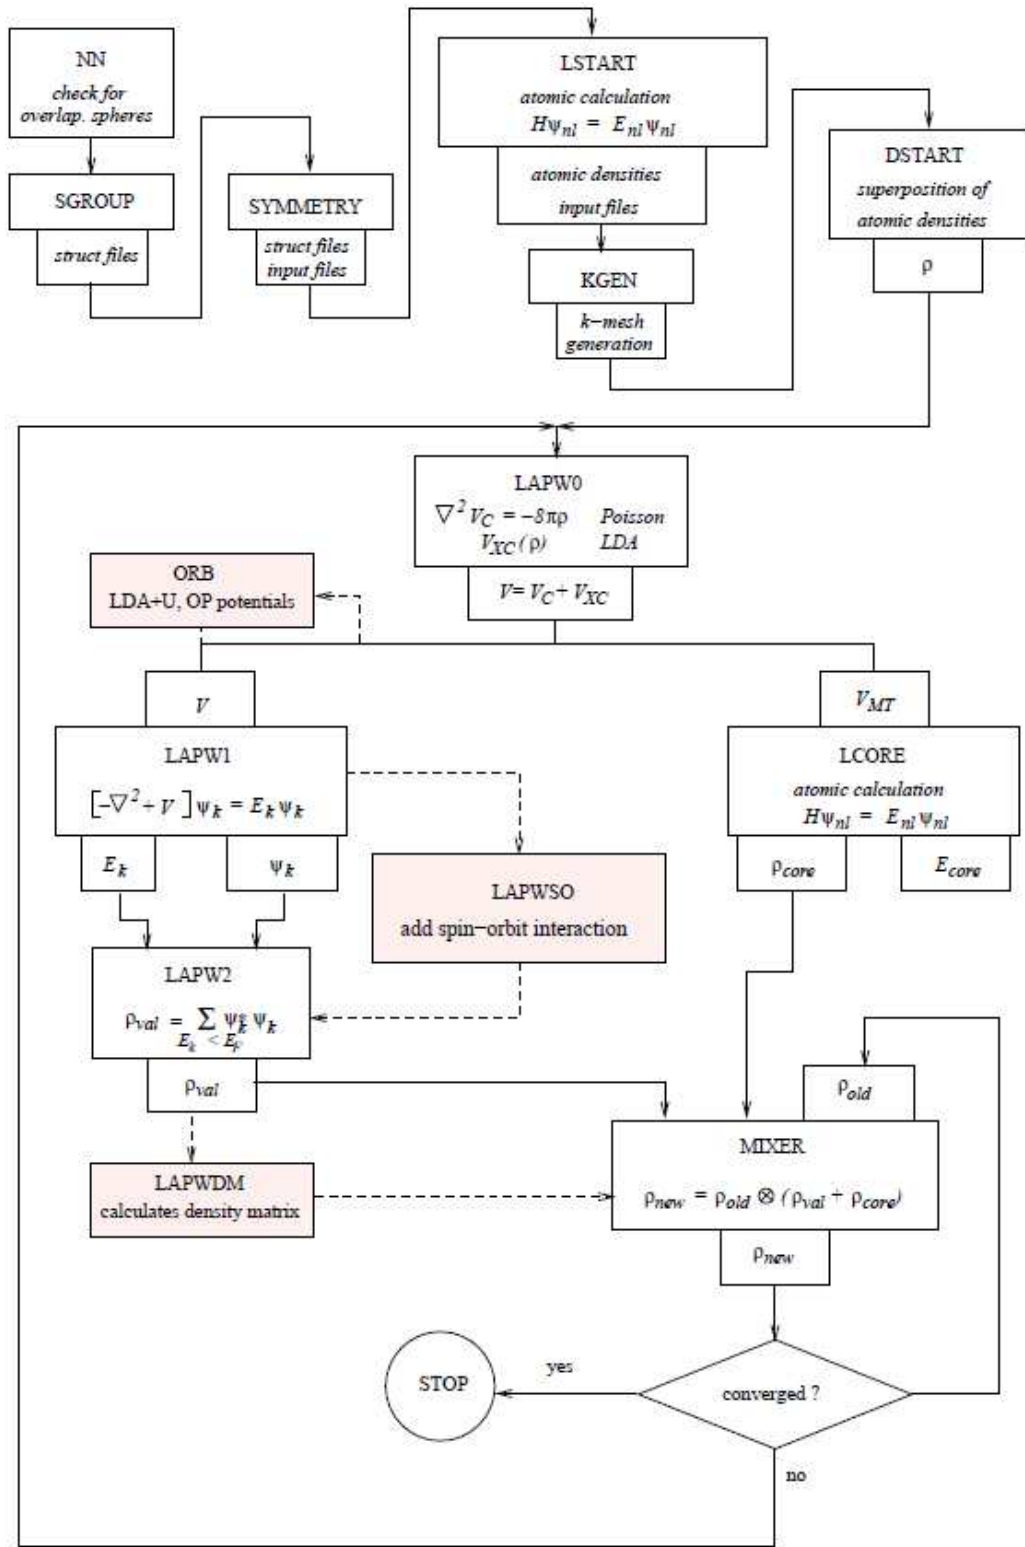 NN
check for
overlap. spheres
SGROUP
struct files
SYMMETRY
struct files
input files
LSTART
atomic calculation
Hψnl = Enl ψnl
atomic densities
input files
KGEN
k−mesh
generation
DSTART
superposition of
atomic densities
ρ
LAPW0
∇² VC = −8πρ Poisson
VXC(ρ) LDA
V= VC + VXC
ORB
LDA+U, OP potentials
V
LAPW1
[−∇² + V ] ψk = Ek ψk
Ek
ψk
VMT
LCORE
atomic calculation
Hψnl = Enl ψnl
ρcore
Ecore
LAPWSO
add spin−orbit interaction
LAPW2
ρval = Σ ψk* ψk
Ek < EF
ρval
LAPWDM
calculates density matrix
ρold
MIXER
ρnew = ρold ⊗ (ρval + ρcore)
ρnew
STOP
yes
converged ?
no